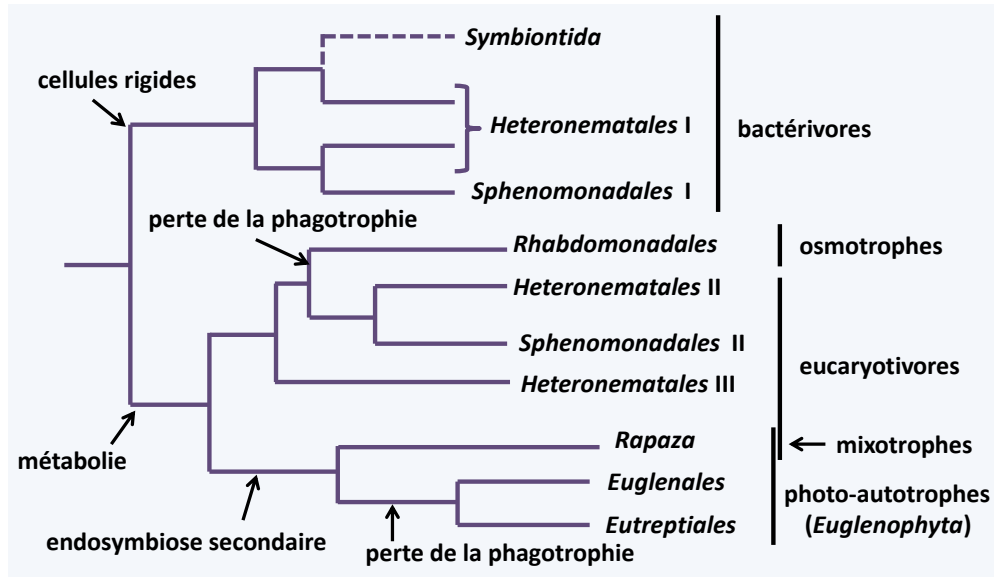 Symbiontida
cellules rigides
Heteronematales I
bactérivores
Sphenomonadales I
perte de la phagotrophie
Rhabdomonadales
osmotrophes
Heteronematales II
Sphenomonadales II
eucaryotivores
Heteronematales III
Rapaza
mixotrophes
métabolie
Euglenales
photo-autotrophes
(Euglenophyta)
Eutreptiales
endosymbiose secondaire
perte de la phagotrophie